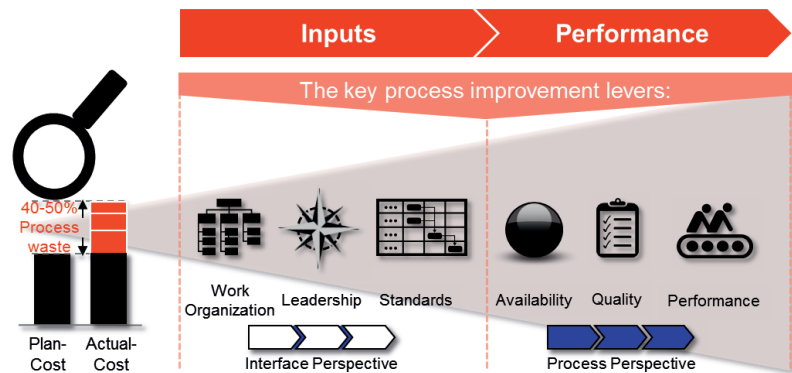 Inputs
Performance
The key process improvement levers:
40-50%
Process
waste
Plan-
Cost
Actual-
Cost
Work
Organization
Leadership
Standards
Availability
Quality
Performance
Interface Perspective
Process Perspective